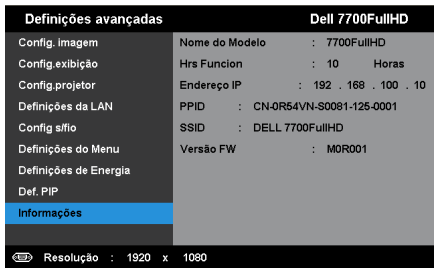 Definições avançadas
Dell 7700FullHD
Config. imagem
Config.exibição
Config.projetor
Definições da LAN
Config s/fio
Definições do Menu
Definições de Energia
Def. PIP
Informações
Nome do Modelo : 7700FullHD
Hrs Funcion : 10 Horas
Endereço IP : 192 . 168 . 100 . 10
PPID : CN-0R54VN-S0081-125-0001
SSID : DELL 7700FullHD
Versão FW : M0R001
Resolução : 1920 x 1080